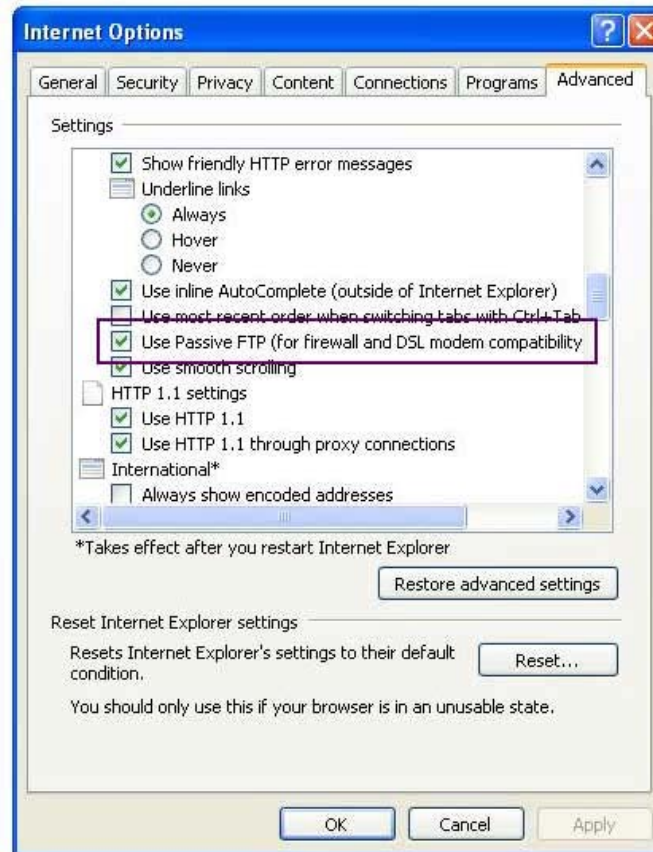 Internet Options
General Security Privacy Content Connections Programs Advanced
Settings
Show friendly HTTP error messages
Underline links
Always
Hover
Never
Use inline AutoComplete (outside of Internet Explorer)
Use most recent order when switching tabs with Ctrl+Tab
Use Passive FTP (for firewall and DSL modem compatibility
Use smooth scrolling
HTTP 1.1 settings
Use HTTP 1.1
Use HTTP 1.1 through proxy connections
International*
Always show encoded addresses
*Takes effect after you restart Internet Explorer
Restore advanced settings
Reset Internet Explorer settings
Resets Internet Explorer's settings to their default
condition.
Reset...
You should only use this if your browser is in an unusable state.
OK Cancel Apply